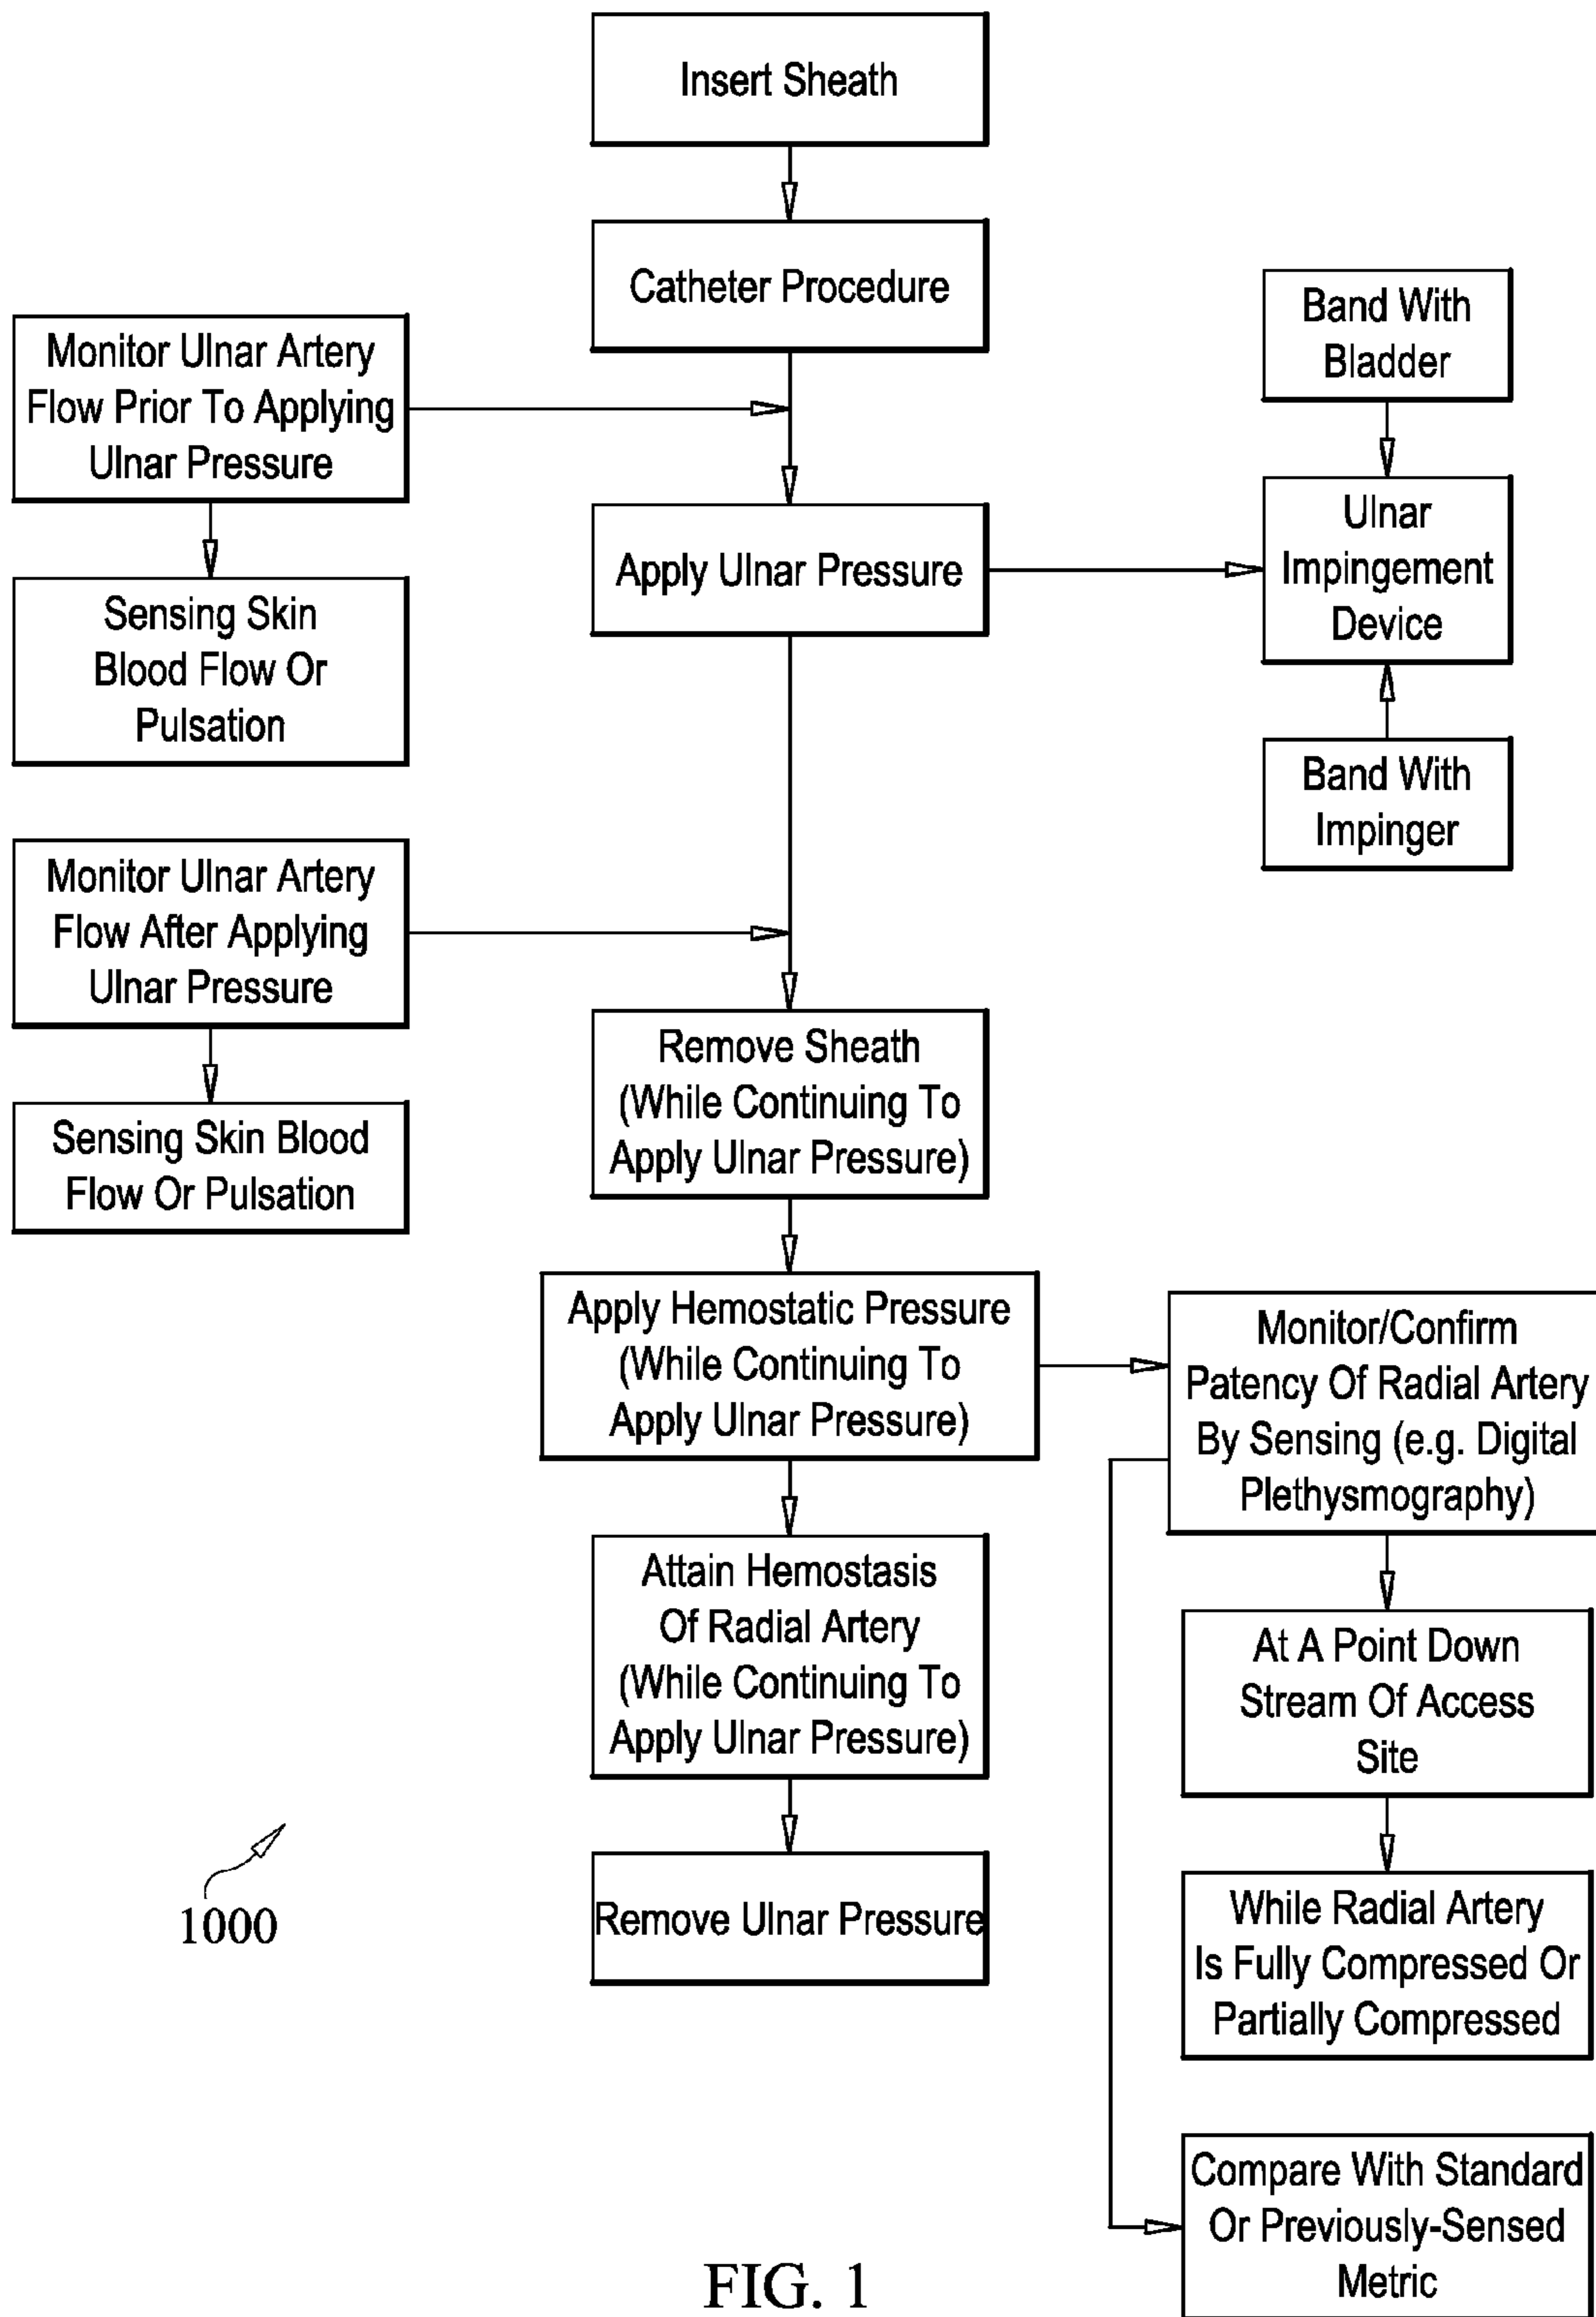 Insert Sheath
Catheter Procedure
Monitor Ulnar Artery
Flow Prior To Applying
Ulnar Pressure
Band With
Bladder
Apply Ulnar Pressure
Ulnar
Impingement
Device
Sensing Skin
Blood Flow Or
Pulsation
Band With
Impinger
Monitor Ulnar Artery
Flow After Applying
Ulnar Pressure
Remove Sheath
(While Continuing To
Apply Ulnar Pressure)
Sensing Skin Blood
Flow Or Pulsation
Apply Hemostatic Pressure
(While Continuing To
Apply Ulnar Pressure)
Monitor/Confirm
Patency Of Radial Artery
By Sensing (e.g. Digital
Plethysmography)
Attain Hemostasis
Of Radial Artery
(While Continuing To
Apply Ulnar Pressure)
At A Point Down
Stream Of Access
Site
Remove Ulnar Pressure
While Radial Artery
Is Fully Compressed Or
Partially Compressed
1000
Compare With Standard
Or Previously-Sensed
Metric
FIG. 1